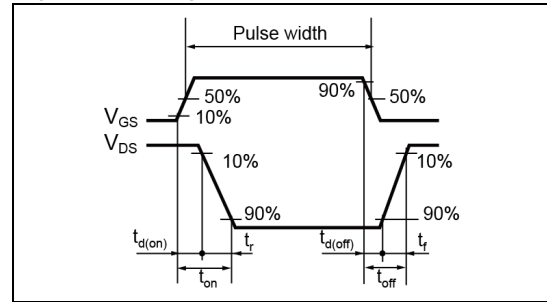 Pulse width
90%
50%
50%
10%
VGS
VDS
10%
10%
90%
90%
td(on)
tr
td(off)
tf
ton
toff